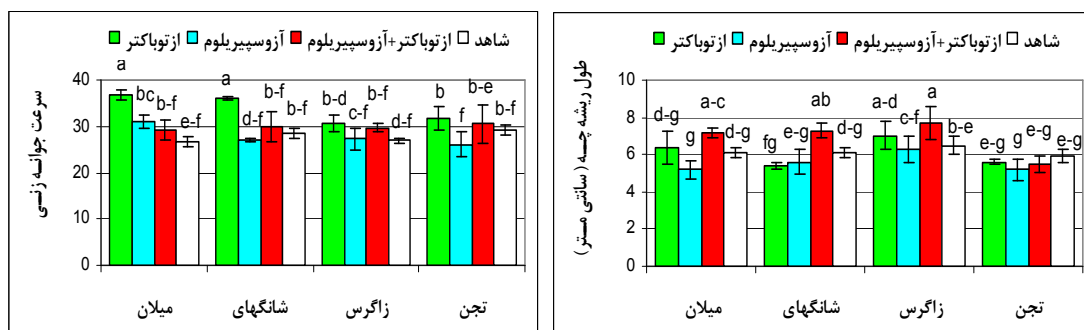 ازتوباکتر آزوسپیریلوم ازتوباکتر+آزوسپیریلوم شاهد
سرعت جوانه زنی
40
30
20
10
0
a bc b-f e-f a d-f b-f b-f b-d c-f b-f d-f b f b-e b-f
میلان شانگهای زاگرس تجن
ازتوباکتر آزوسپیریلوم ازتوباکتر+آزوسپیریلوم شاهد
طول ریشه چه (سانتی متر)
10
8
6
4
2
0
d-g g a-c d-g fg e-g ab d-g a-d c-f a b-e e-g g e-g e-g
میلان شانگهای زاگرس تجن